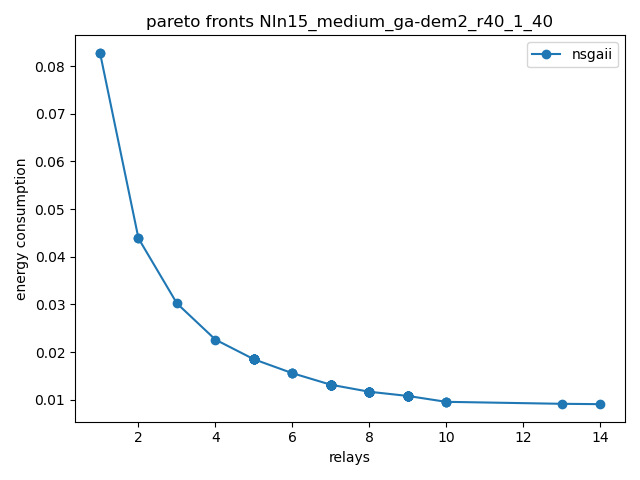 pareto fronts NIn15_medium_ga-dem2_r40_1_40
nsgaii
energy consumption
0.08
0.07
0.06
0.05
0.04
0.03
0.02
0.01
2 4 6 8 10 12 14
relays